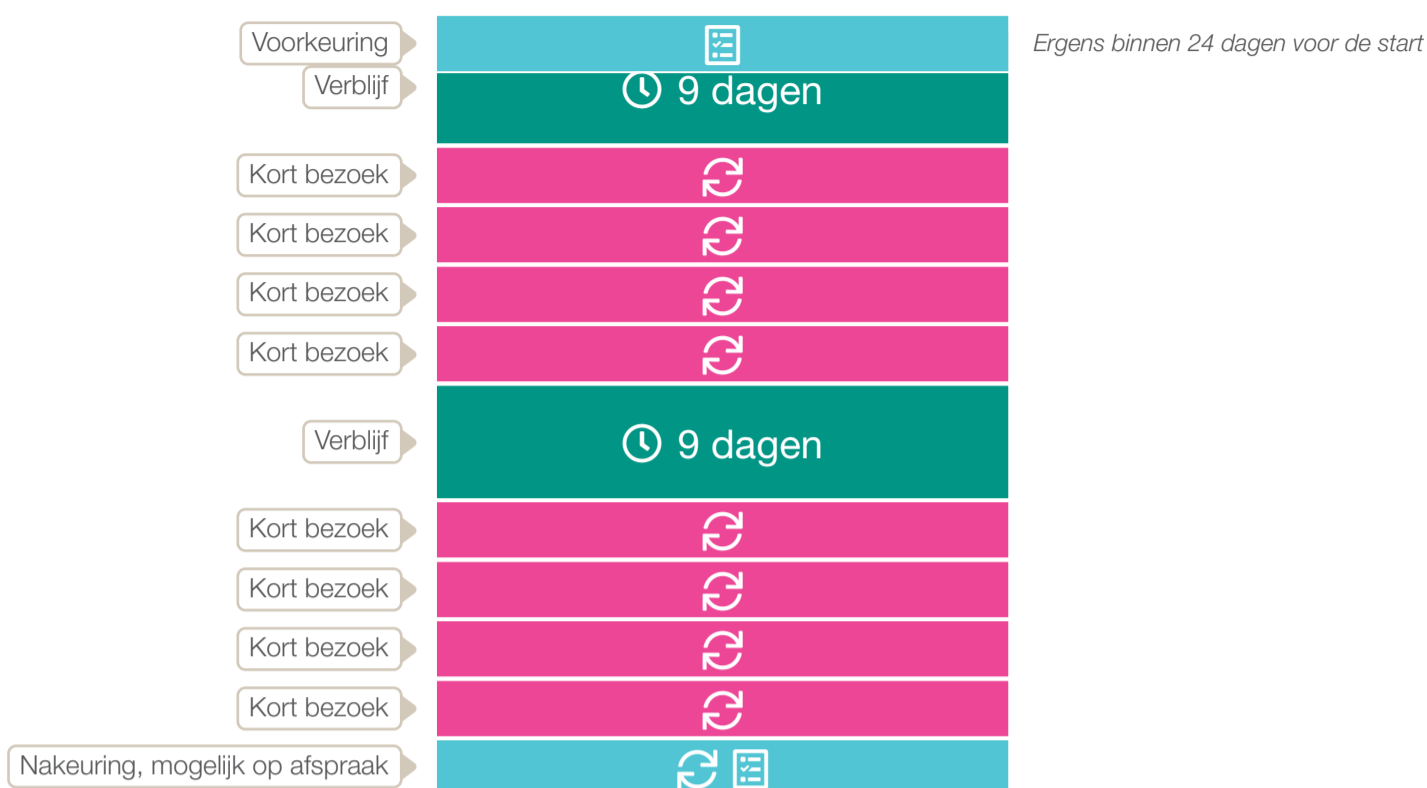 Voorkeuring
Ergens binnen 24 dagen voor de start
Verblijf
9 dagen
Kort bezoek
Kort bezoek
Kort bezoek
Kort bezoek
Verblijf
9 dagen
Kort bezoek
Kort bezoek
Kort bezoek
Kort bezoek
Nakeuring, mogelijk op afspraak